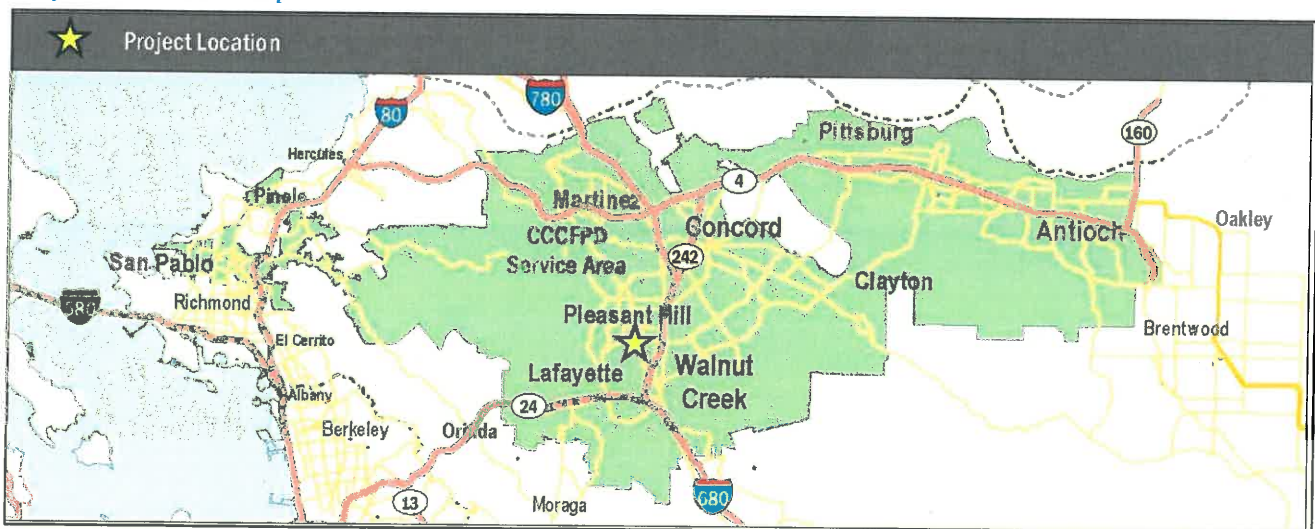 Project Location
80
780
160
Hercules
Pittsburg
Pinole
4
Martinez
Oakley
Concord
Antioch
CCCFPD
Service Area
242
San Pablo
Clayton
Richmond
580
Pleasant Hill
Brentwood
El Cerrito
Walnut
Creek
Lafayette
Albany
24
Berkeley
Orinda
680
13
Moraga